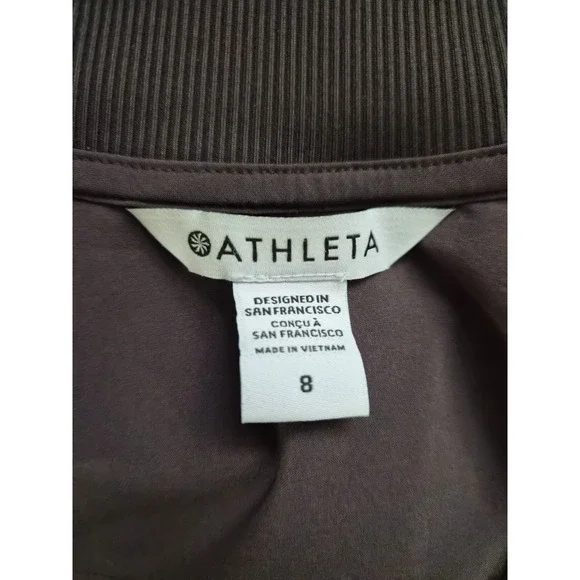 ATHLETA
DESIGNED IN
SAN FRANCISCO
CONÇU À
SAN FRANCISCO
MADE IN VIETNAM
8